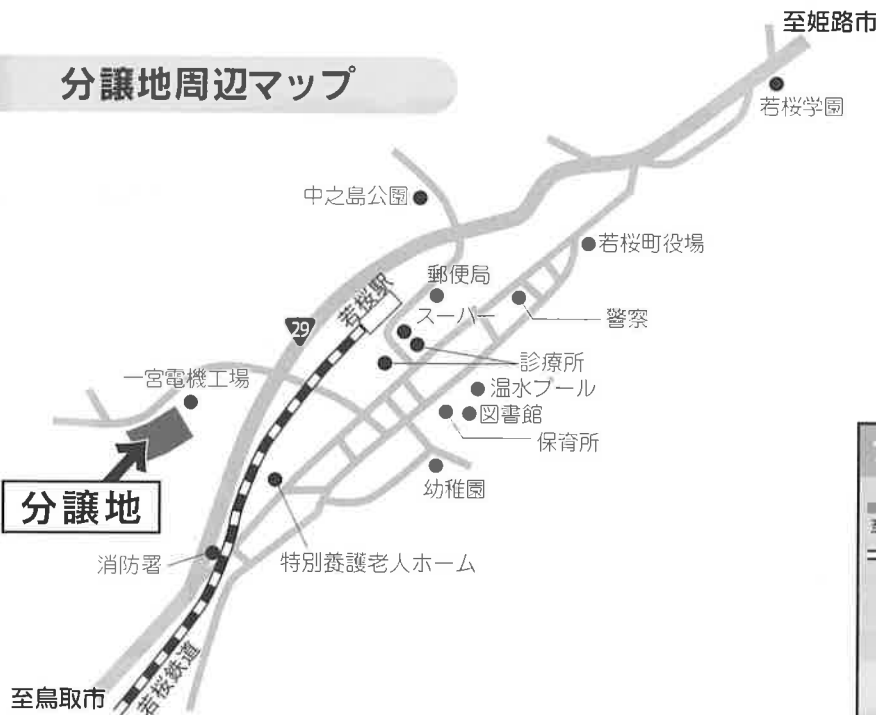 至姫路市
分譲地周辺マップ
若桜学園
中之島公園
若桜町役場
郵便局
若桜駅
スーパー
警察
29
診療所
一宮電機工場
温水プール
図書館
保育所
幼稚園
分譲地
消防署
特別養護老人ホーム
若桜鉄道
至鳥取市